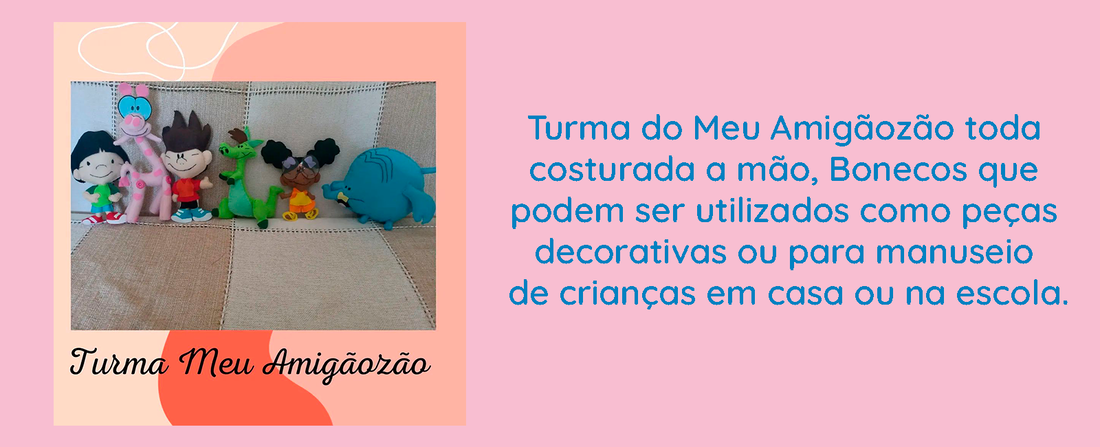 Turma Meu Amigãozão
Turma do Meu Amigãozão toda
costurada a mão, Bonecos que
podem ser utilizados como peças
decorativas ou para manuseio
de crianças em casa ou na escola.